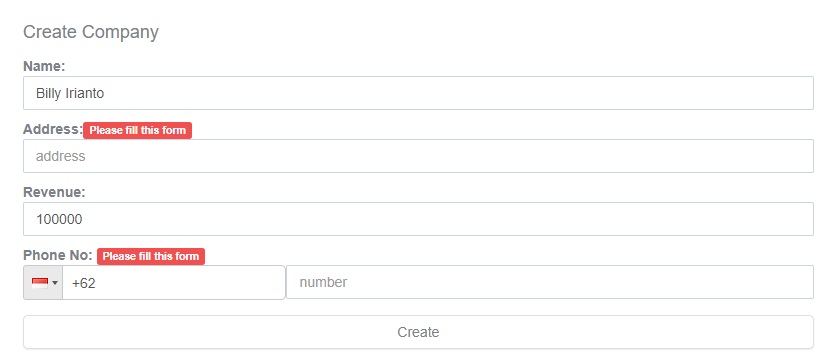 Create Company
Name:
Billy Irianto
Address: Please fill this form
address
Revenue:
100000
Phone No: Please fill this form
+62 number
Create